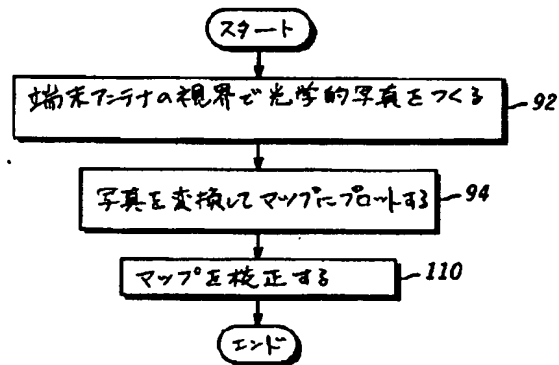 スタート
端末アンテナの視界で光学的写真をつくる
92
写真を変換してマップにプロットする
94
マップを校正する
110
エンド